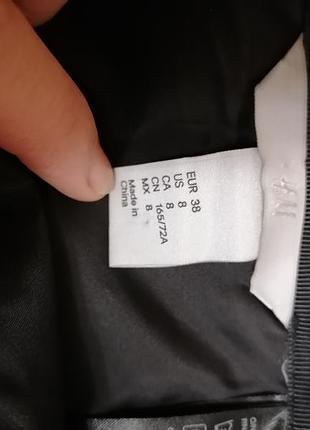 EUR 38
US 8
CA 8
CN 165/72A
MX 8
Made in
China
H&M